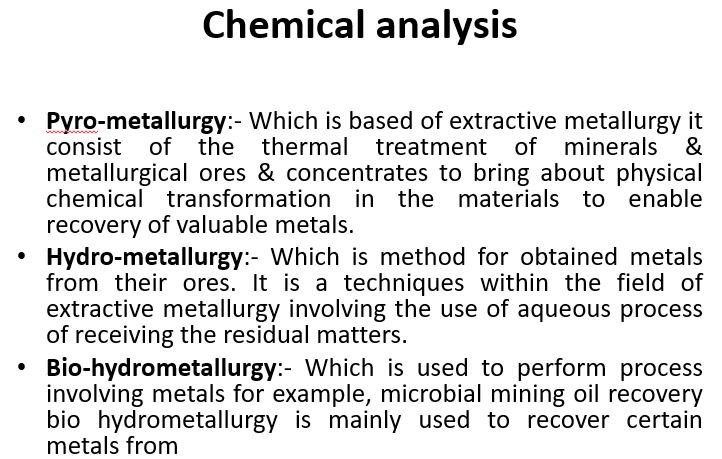 Chemical analysis
• Pyro-metallurgy:- Which is based of extractive metallurgy it
consist of the thermal treatment of minerals &
metallurgical ores & concentrates to bring about physical
chemical transformation in the materials to enable
recovery of valuable metals.
• Hydro-metallurgy:- Which is method for obtained metals
from their ores. It is a techniques within the field of
extractive metallurgy involving the use of aqueous process
of receiving the residual matters.
• Bio-hydrometallurgy:- Which is used to perform process
involving metals for example, microbial mining oil recovery
bio hydrometallurgy is mainly used to recover certain
metals from